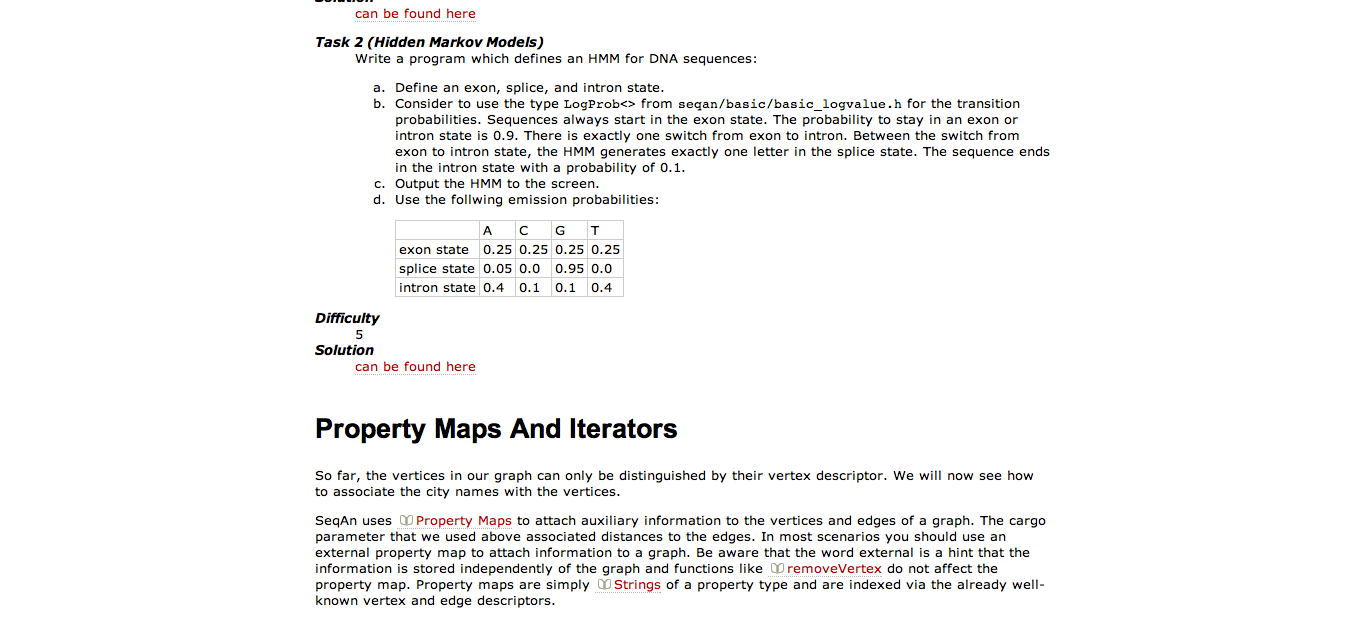 can be found here
Task 2 (Hidden Markov Models)
Write a program which defines an HMM for DNA sequences:
a. Define an exon, splice, and intron state.
b. Consider to use the type LogProb<> from seqan/basic/basic_logvalue.h for the transition
probabilities. Sequences always start in the exon state. The probability to stay in an exon or
intron state is 0.9. There is exactly one switch from exon to intron. Between the switch from
exon to intron state, the HMM generates exactly one letter in the splice state. The sequence ends
in the intron state with a probability of 0.1.
c. Output the HMM to the screen.
d. Use the follwing emission probabilities:
A C G T
exon state 0.25 0.25 0.25 0.25
splice state 0.05 0.0 0.95 0.0
intron state 0.4 0.1 0.1 0.4
Difficulty
5
Solution
can be found here
Property Maps And Iterators
So far, the vertices in our graph can only be distinguished by their vertex descriptor. We will now see how
to associate the city names with the vertices.
SeqAn uses Property Maps to attach auxiliary information to the vertices and edges of a graph. The cargo
parameter that we used above associated distances to the edges. In most scenarios you should use an
external property map to attach information to a graph. Be aware that the word external is a hint that the
information is stored independently of the graph and functions like removeVertex do not affect the
property map. Property maps are simply Strings of a property type and are indexed via the already well-
known vertex and edge descriptors.